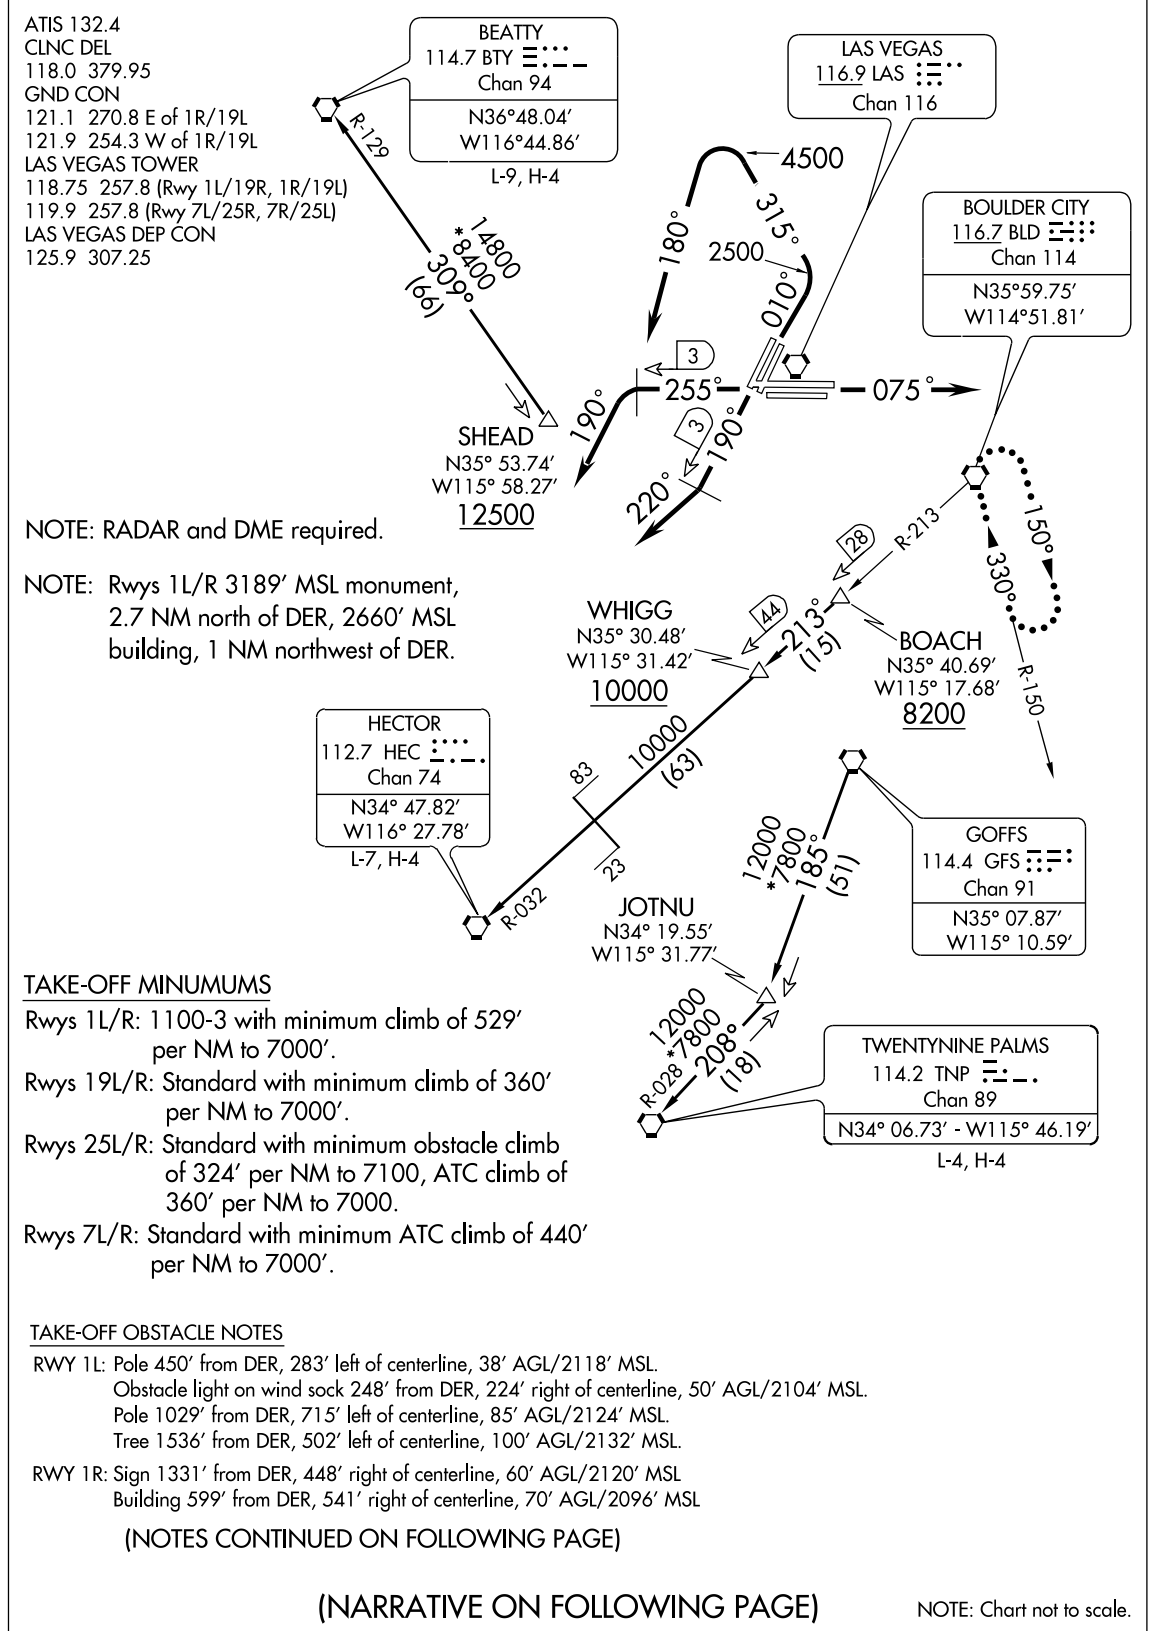 ATIS 132.4
CLNC DEL
118.0 379.95
GND CON
121.1 270.8 E of 1R/19L
121.9 254.3 W of 1R/19L
LAS VEGAS TOWER
118.75 257.8 (Rwy 1L/19R, 1R/19L)
119.9 257.8 (Rwy 7L/25R, 7R/25L)
LAS VEGAS DEP CON
125.9 307.25
BEATTY
114.7 BTY
Chan 94
N36°48.04′
W116°44.86′
L-9, H-4
LAS VEGAS
116.9 LAS
Chan 116
BOULDER CITY
116.7 BLD
Chan 114
N35°59.75′
W114°51.81′
R-129
14800
*8400
309°
(66)
4500
315°
180°
2500
010°
3
255°
075°
190°
3
190°
220°
SHEAD
N35° 53.74′
W115° 58.27′
12500
NOTE: RADAR and DME required.
NOTE: Rwys 1L/R 3189′ MSL monument,
2.7 NM north of DER, 2660′ MSL
building, 1 NM northwest of DER.
R-213
150°
330°
R-150
28
44
213°
(15)
WHIGG
N35° 30.48′
W115° 31.42′
10000
BOACH
N35° 40.69′
W115° 17.68′
8200
HECTOR
112.7 HEC
Chan 74
N34° 47.82′
W116° 27.78′
L-7, H-4
10000
(63)
83
23
R-032
GOFFS
114.4 GFS
Chan 91
N35° 07.87′
W115° 10.59′
12000
*7800
185°
(51)
JOTNU
N34° 19.55′
W115° 31.77′
12000
*7800
208°
(18)
R-028
TWENTYNINE PALMS
114.2 TNP
Chan 89
N34° 06.73′ - W115° 46.19′
L-4, H-4
TAKE-OFF MINUMUMS
Rwys 1L/R: 1100-3 with minimum climb of 529′
per NM to 7000′.
Rwys 19L/R: Standard with minimum climb of 360′
per NM to 7000′.
Rwys 25L/R: Standard with minimum obstacle climb
of 324′ per NM to 7100, ATC climb of
360′ per NM to 7000.
Rwys 7L/R: Standard with minimum ATC climb of 440′
per NM to 7000′.
TAKE-OFF OBSTACLE NOTES
RWY 1L: Pole 450′ from DER, 283′ left of centerline, 38′ AGL/2118′ MSL.
Obstacle light on wind sock 248′ from DER, 224′ right of centerline, 50′ AGL/2104′ MSL.
Pole 1029′ from DER, 715′ left of centerline, 85′ AGL/2124′ MSL.
Tree 1536′ from DER, 502′ left of centerline, 100′ AGL/2132′ MSL.
RWY 1R: Sign 1331′ from DER, 448′ right of centerline, 60′ AGL/2120′ MSL
Building 599′ from DER, 541′ right of centerline, 70′ AGL/2096′ MSL
(NOTES CONTINUED ON FOLLOWING PAGE)
(NARRATIVE ON FOLLOWING PAGE)
NOTE: Chart not to scale.